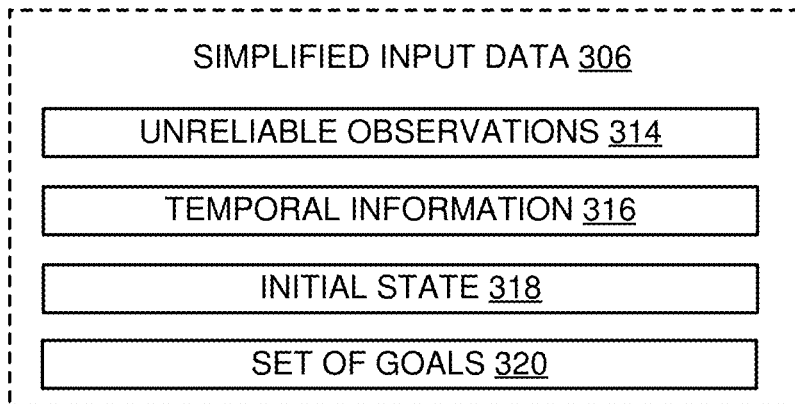 SIMPLIFIED INPUT DATA 306
UNRELIABLE OBSERVATIONS 314
TEMPORAL INFORMATION 316
INITIAL STATE 318
SET OF GOALS 320